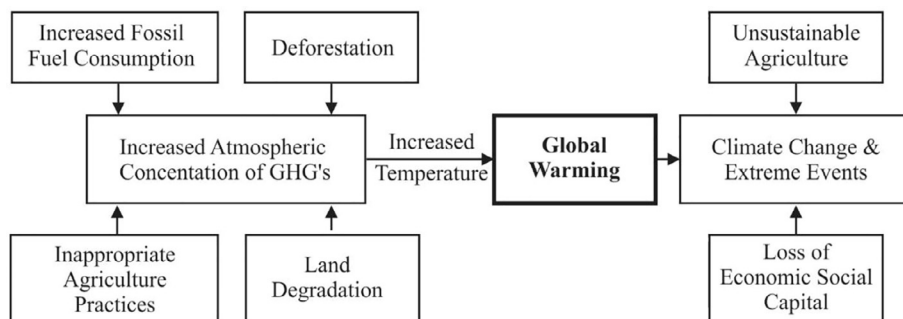 Increased Fossil
Fuel Consumption
Deforestation
Unsustainable
Agriculture
Increased Atmospheric
Concentation of GHG's
Increased
Temperature
Global
Warming
Climate Change &
Extreme Events
Inappropriate
Agriculture
Practices
Land
Degradation
Loss of
Economic Social
Capital